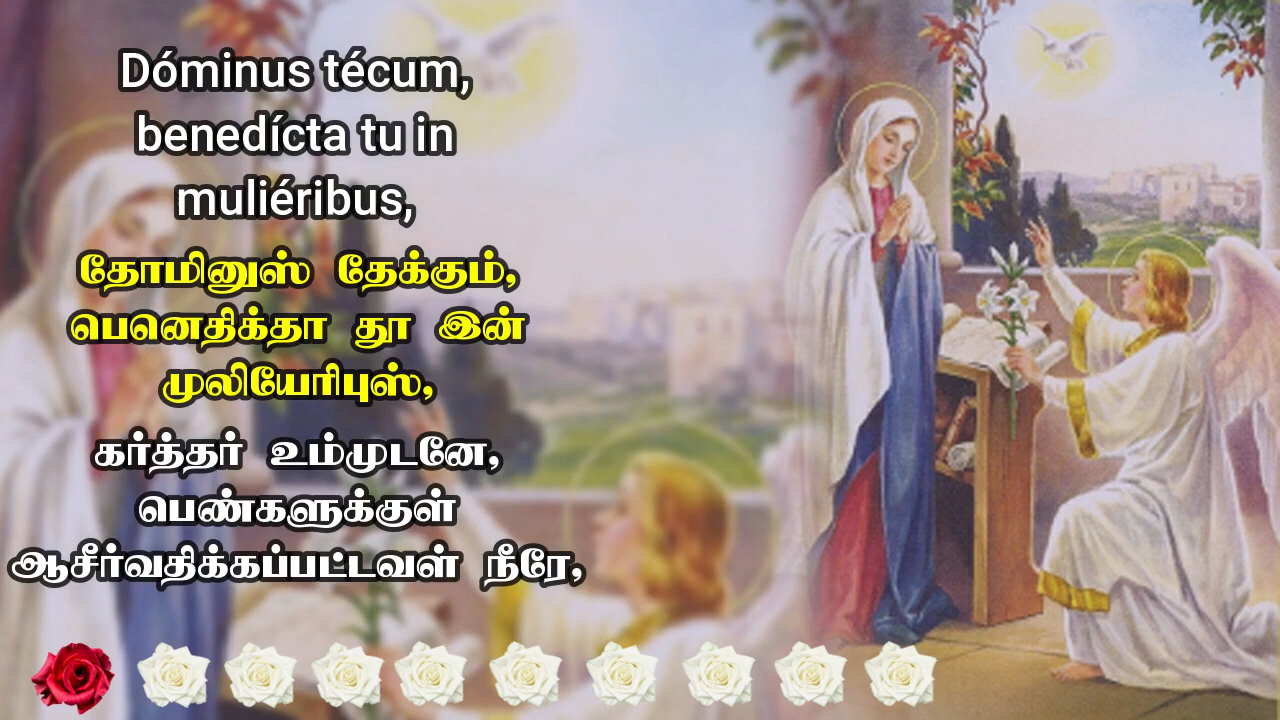 Dóminus técum,
benedícta tu in
muliéribus,
தோமினுஸ் தேக்கும்,
பெனெதிக்தா தூ இன்
முலியேரிபுஸ்,
கர்த்தர் உம்முடனே,
பெண்களுக்குள்
ஆசீர்வதிக்கப்பட்டவள் நீரே,